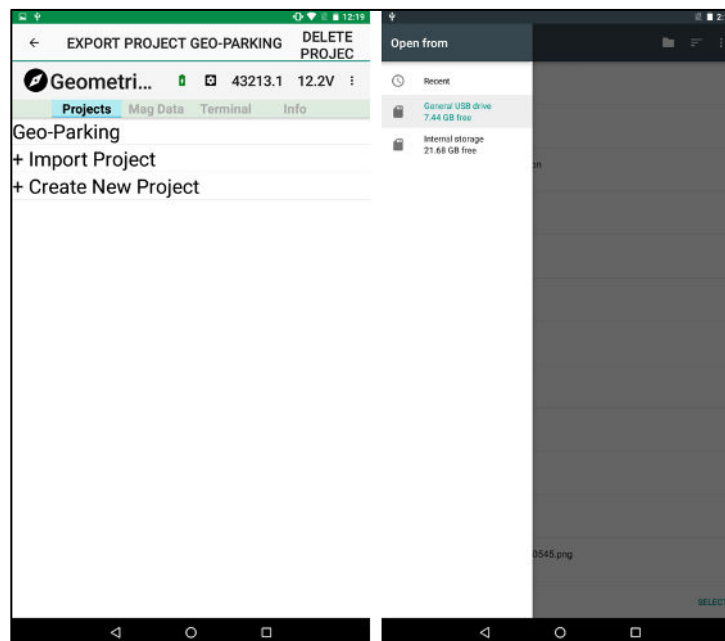 12:19
EXPORT PROJECT GEO-PARKING
DELETE
PROJEC
Geometri... 43213.1 12.2V
Projects Mag Data Terminal Info
Geo-Parking
+ Import Project
+ Create New Project
Open from
Recent
General USB drive
7.44 GB free
Internal storage
21.68 GB free
0545.png
SELECT